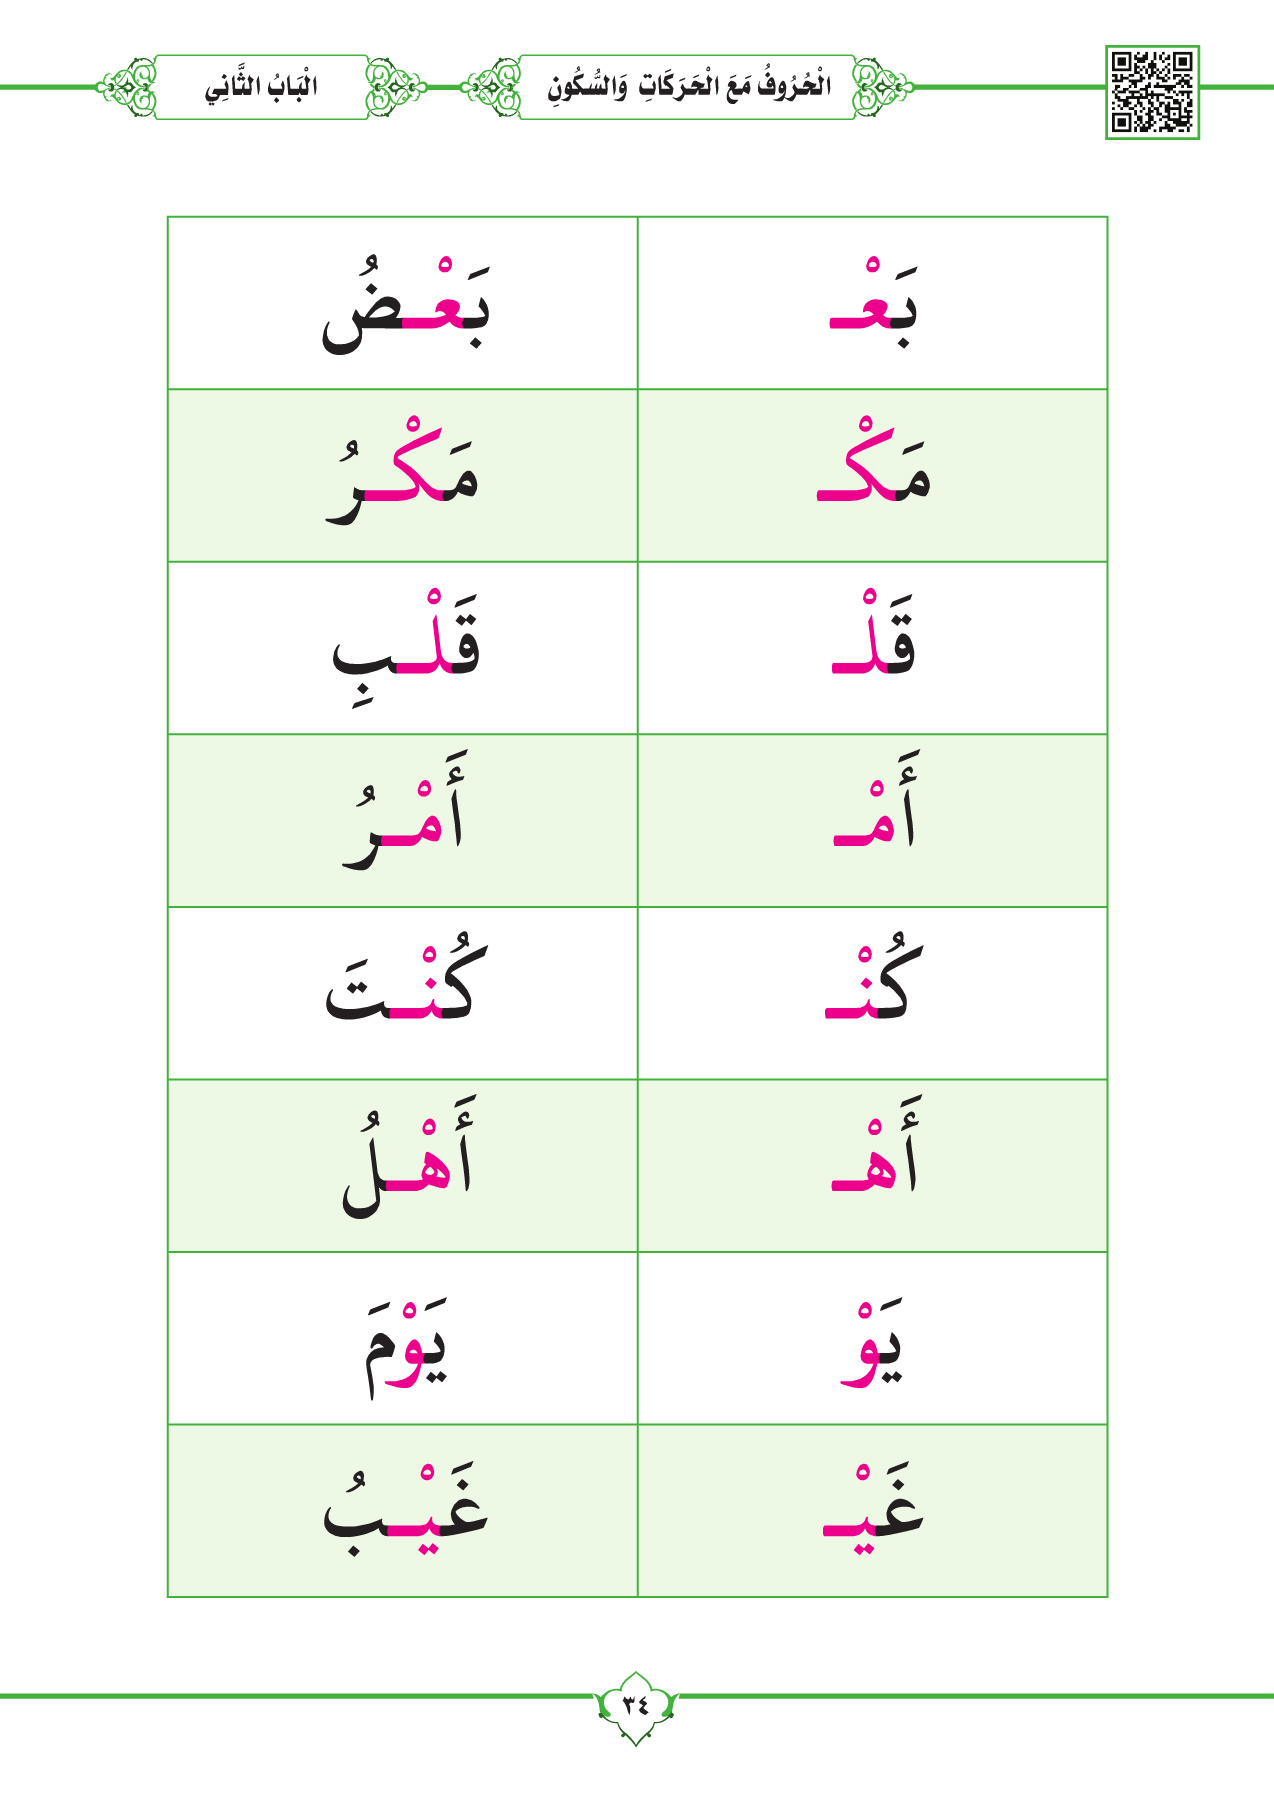 الْحُرُوفُ مَعَ الْحَرَكَاتِ وَالسُّكُونِ الْبَابُ الثَّانِي
بَعْـ بَعْـضُ
مَكْـ مَكْـرُ
قَلْـ قَلْـبِ
أَمْـ أَمْـرُ
كُنْـ كُنْـتَ
أَهْـ أَهْـلُ
يَوْ يَوْمَ
غَيْـ غَيْـبُ
٣٤